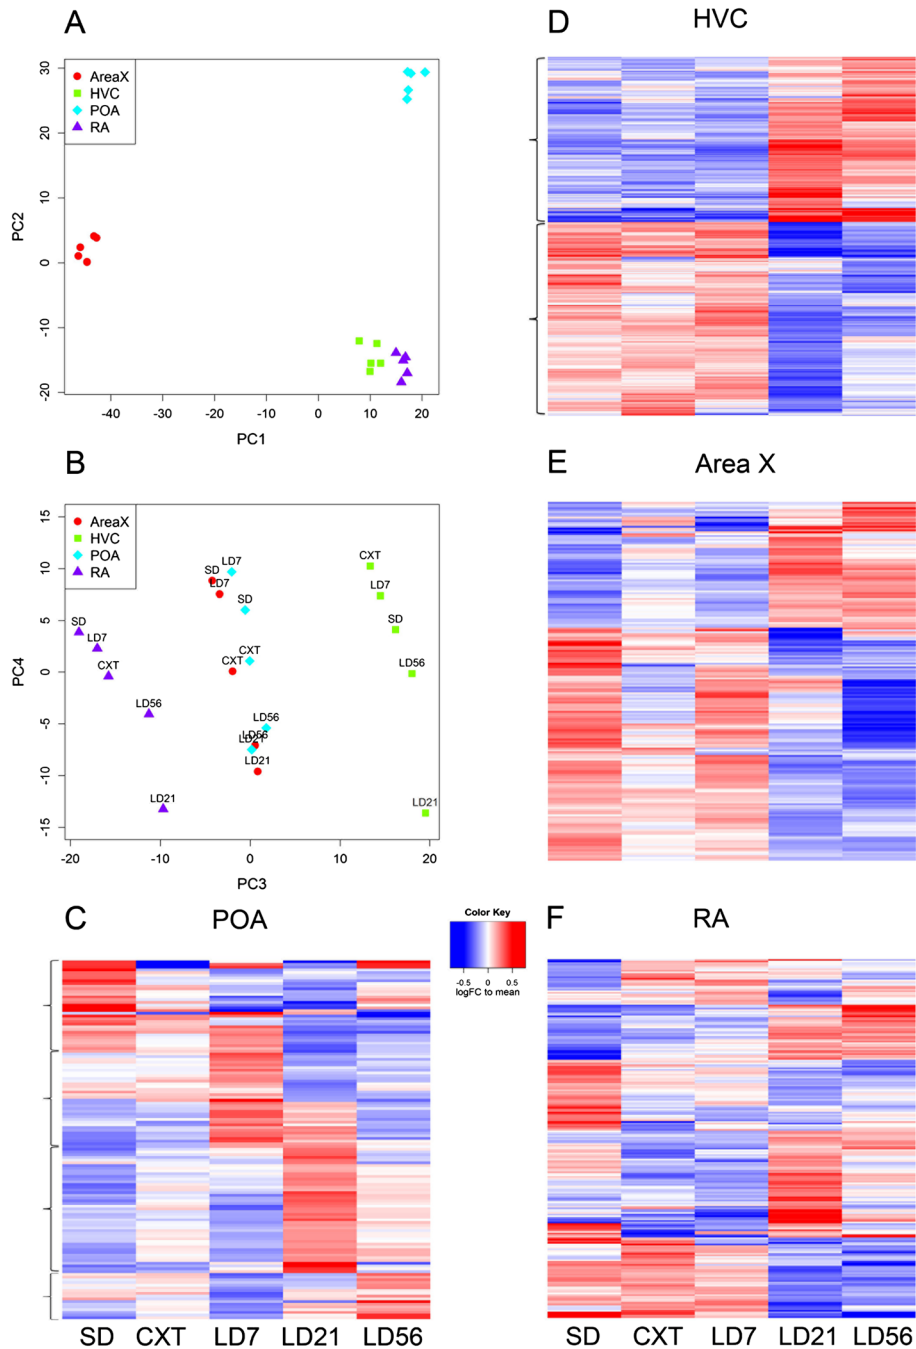 A
AreaX
HVC
POA
RA
30
20
10
0
-10
-20
PC2
-40 -30 -20 -10 0 10 20
PC1
B
AreaX
HVC
POA
RA
15
10
5
0
-5
-10
-15
PC4
LD7
SD
LD7
SD
CXT
LD7
SD
SD
LD7
CXT
CXT
CXT
LD56
LD56
LD56
LD56
LD21
LD21
LD21
LD21
-20 -10 0 10 20
PC3
C POA
SD CXT LD7 LD21 LD56
Color Key
-0.5 0 0.5
logFC to mean
D HVC
E Area X
F RA
SD CXT LD7 LD21 LD56